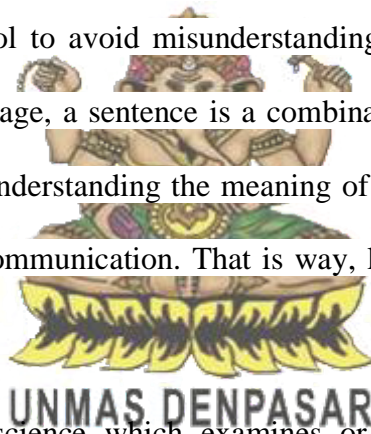 ol to avoid misunderstanding
age, a sentence is a combina
nderstanding the meaning of
ommunication. That is way,
UNMAS DENPASAR
science which examines or